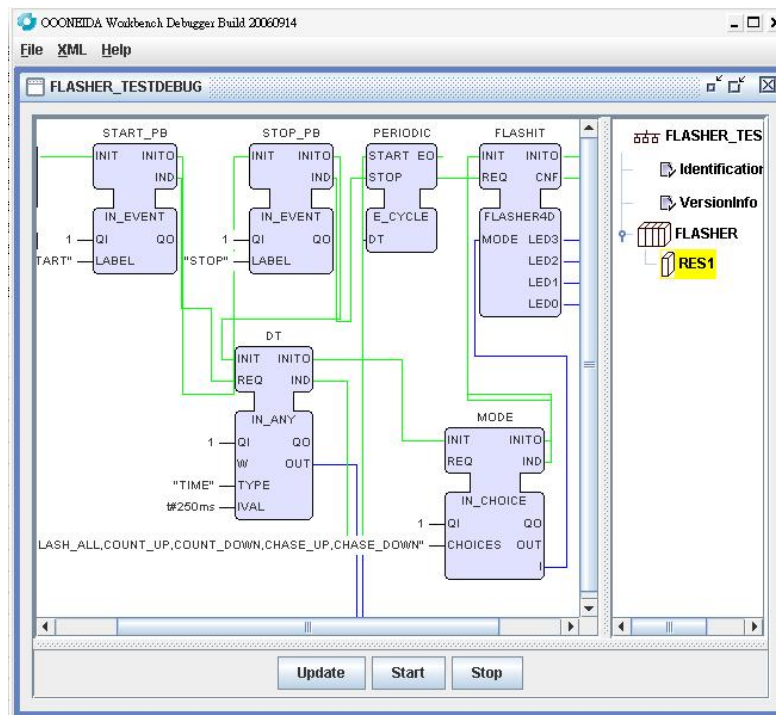 OOONEIDA Workbench Debugger Build 20060914
File XML Help
FLASHER_TESTDEBUG
START_PB
INIT INITO
IND
IN_EVENT
1 QI QO
TART" LABEL
STOP_PB
INIT INITO
IND
IN_EVENT
1 QI QO
"STOP" LABEL
PERIODIC
START EO
STOP
E_CYCLE
DT
FLASHIT
INIT INITO
REQ CNF
FLASHER4D
MODE LED3
LED2
LED1
LED0
DT
INIT INITO
REQ IND
IN_ANY
1 QI QO
W OUT
"TIME" TYPE
t#250ms IVAL
MODE
INIT INITO
REQ IND
IN_CHOICE
1 QI QO
LASH_ALL,COUNT_UP,COUNT_DOWN,CHASE_UP,CHASE_DOWN" CHOICES OUT
I
FLASHER_TES
Identification
VersionInfo
FLASHER
RES1
Update Start Stop